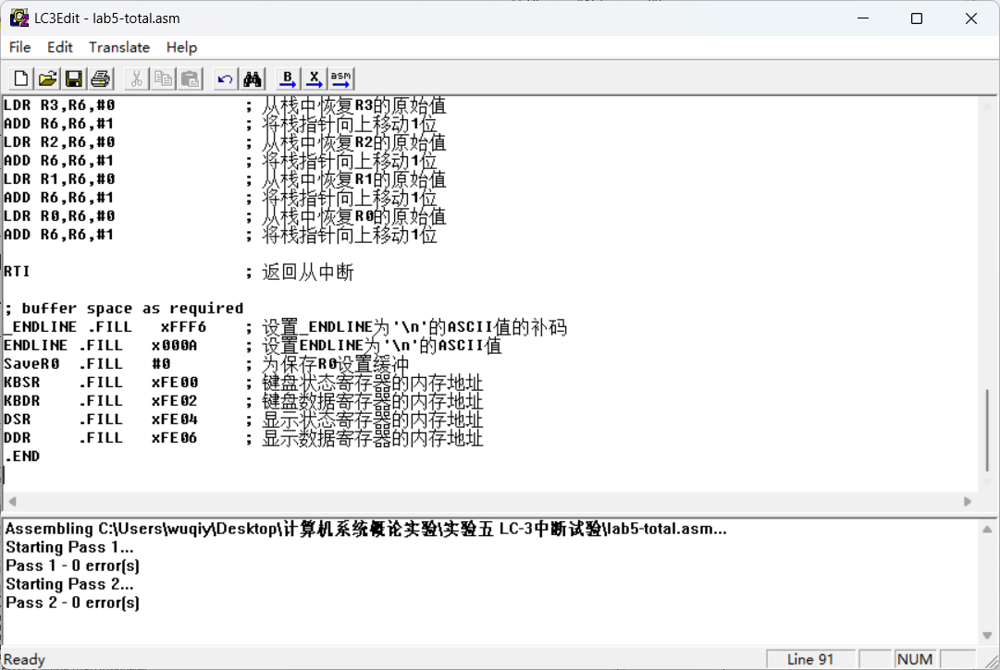 LC3Edit - lab5-total.asm
File Edit Translate Help
B X asm
LDR R3,R6,#0 ; 从栈中恢复R3的原始值
ADD R6,R6,#1 ; 将栈指针向上移动1位
LDR R2,R6,#0 ; 从栈中恢复R2的原始值
ADD R6,R6,#1 ; 将栈指针向上移动1位
LDR R1,R6,#0 ; 从栈中恢复R1的原始值
ADD R6,R6,#1 ; 将栈指针向上移动1位
LDR R0,R6,#0 ; 从栈中恢复R0的原始值
ADD R6,R6,#1 ; 将栈指针向上移动1位
RTI ; 返回从中断
; buffer space as required
_ENDLINE .FILL xFFF6 ; 设置_ENDLINE为'\n'的ASCII值的补码
ENDLINE .FILL x000A ; 设置ENDLINE为'\n'的ASCII值
SaveR0 .FILL #0 ; 为保存R0设置缓冲
KBSR .FILL xFE00 ; 键盘状态寄存器的内存地址
KBDR .FILL xFE02 ; 键盘数据寄存器的内存地址
DSR .FILL xFE04 ; 显示状态寄存器的内存地址
DDR .FILL xFE06 ; 显示数据寄存器的内存地址
.END
Assembling C:\Users\wuqiy\Desktop\计算机系统概论实验\实验五 LC-3中断试验\lab5-total.asm...
Starting Pass 1...
Pass 1 - 0 error(s)
Starting Pass 2...
Pass 2 - 0 error(s)
Ready Line 91 NUM